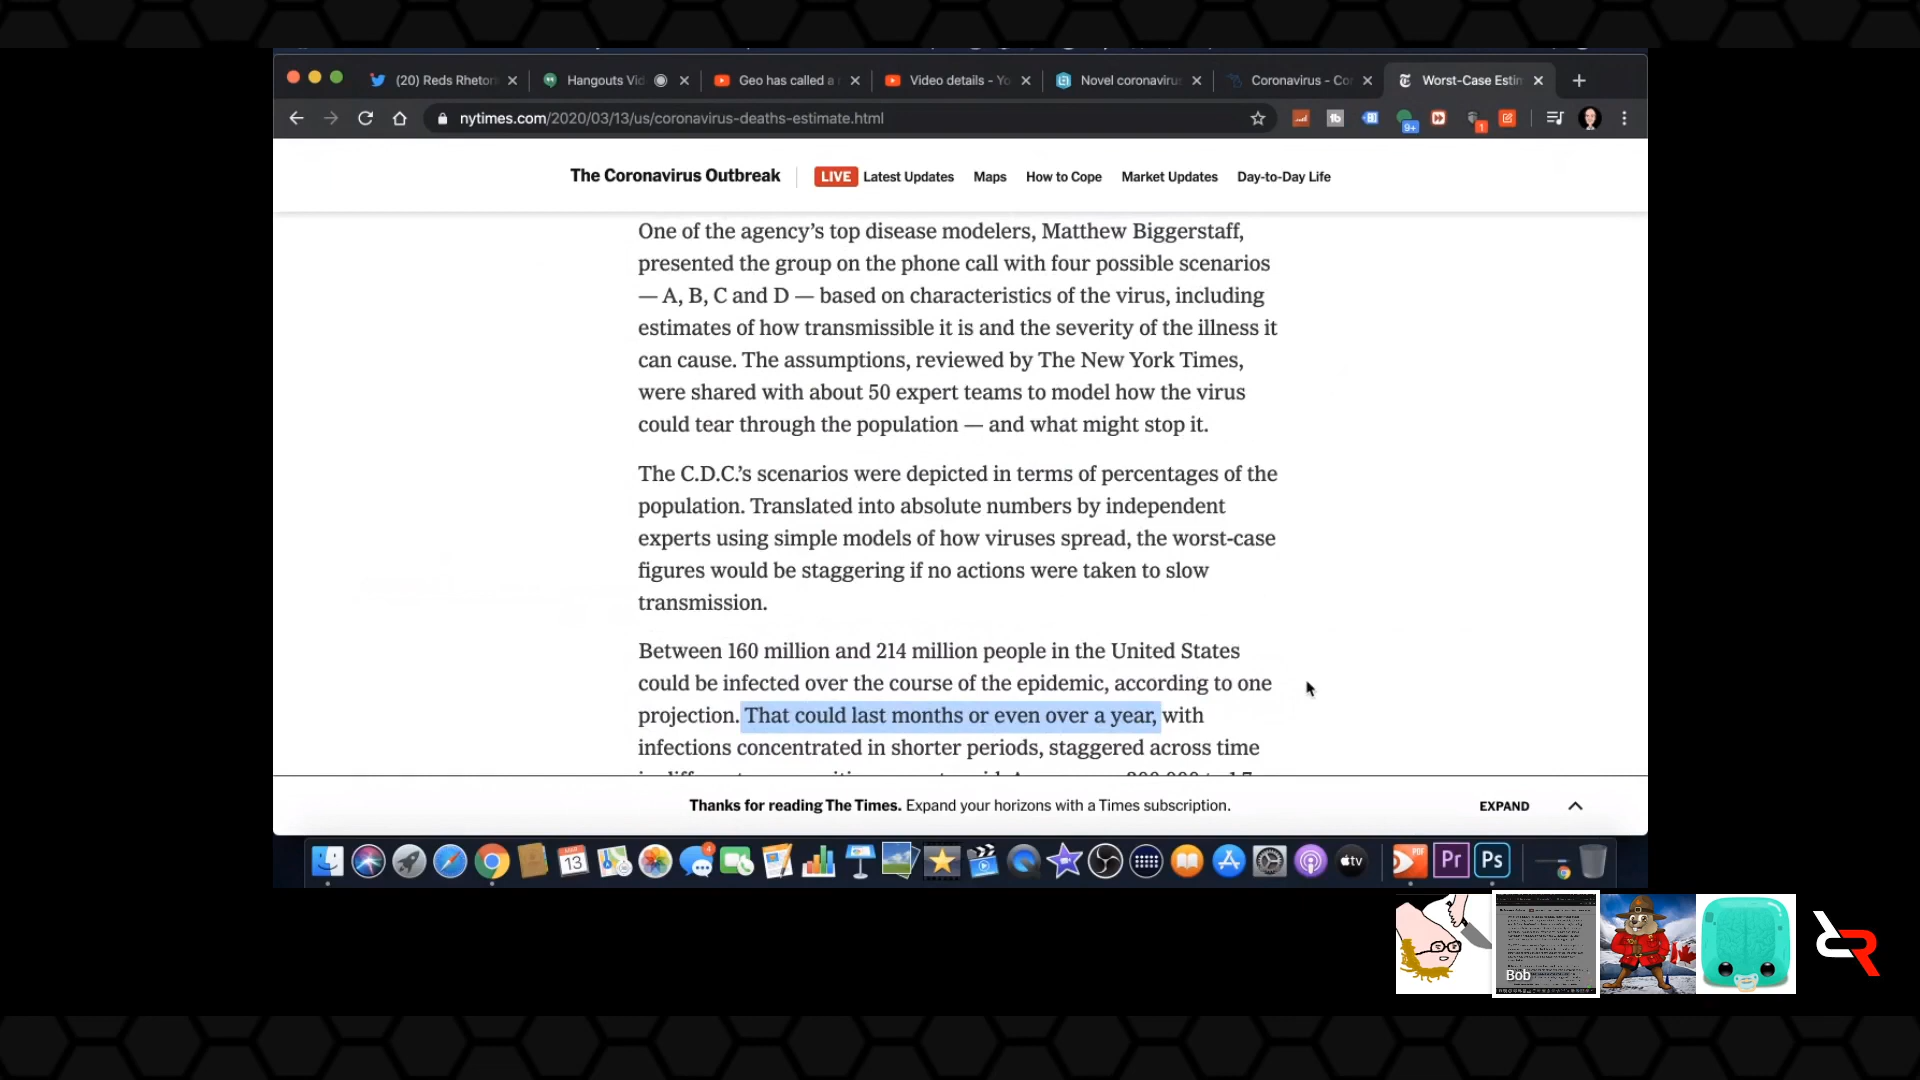 (20) Reds Rhetor
Hangouts Vid
Geo has called a
Video details - Yo
Novel coronavirus
Coronavirus - Co
Worst-Case Estim
nytimes.com/2020/03/13/us/coronavirus-deaths-estimate.html
9+
1
The Coronavirus Outbreak
LIVE Latest Updates
Maps
How to Cope
Market Updates
Day-to-Day Life
One of the agency’s top disease modelers, Matthew Biggerstaff,
presented the group on the phone call with four possible scenarios
— A, B, C and D — based on characteristics of the virus, including
estimates of how transmissible it is and the severity of the illness it
can cause. The assumptions, reviewed by The New York Times,
were shared with about 50 expert teams to model how the virus
could tear through the population — and what might stop it.
The C.D.C.’s scenarios were depicted in terms of percentages of the
population. Translated into absolute numbers by independent
experts using simple models of how viruses spread, the worst-case
figures would be staggering if no actions were taken to slow
transmission.
Between 160 million and 214 million people in the United States
could be infected over the course of the epidemic, according to one
projection. That could last months or even over a year, with
infections concentrated in shorter periods, staggered across time
Thanks for reading The Times. Expand your horizons with a Times subscription.
EXPAND
MAR
13
4
tv
PDF
Pr
Ps
Bob